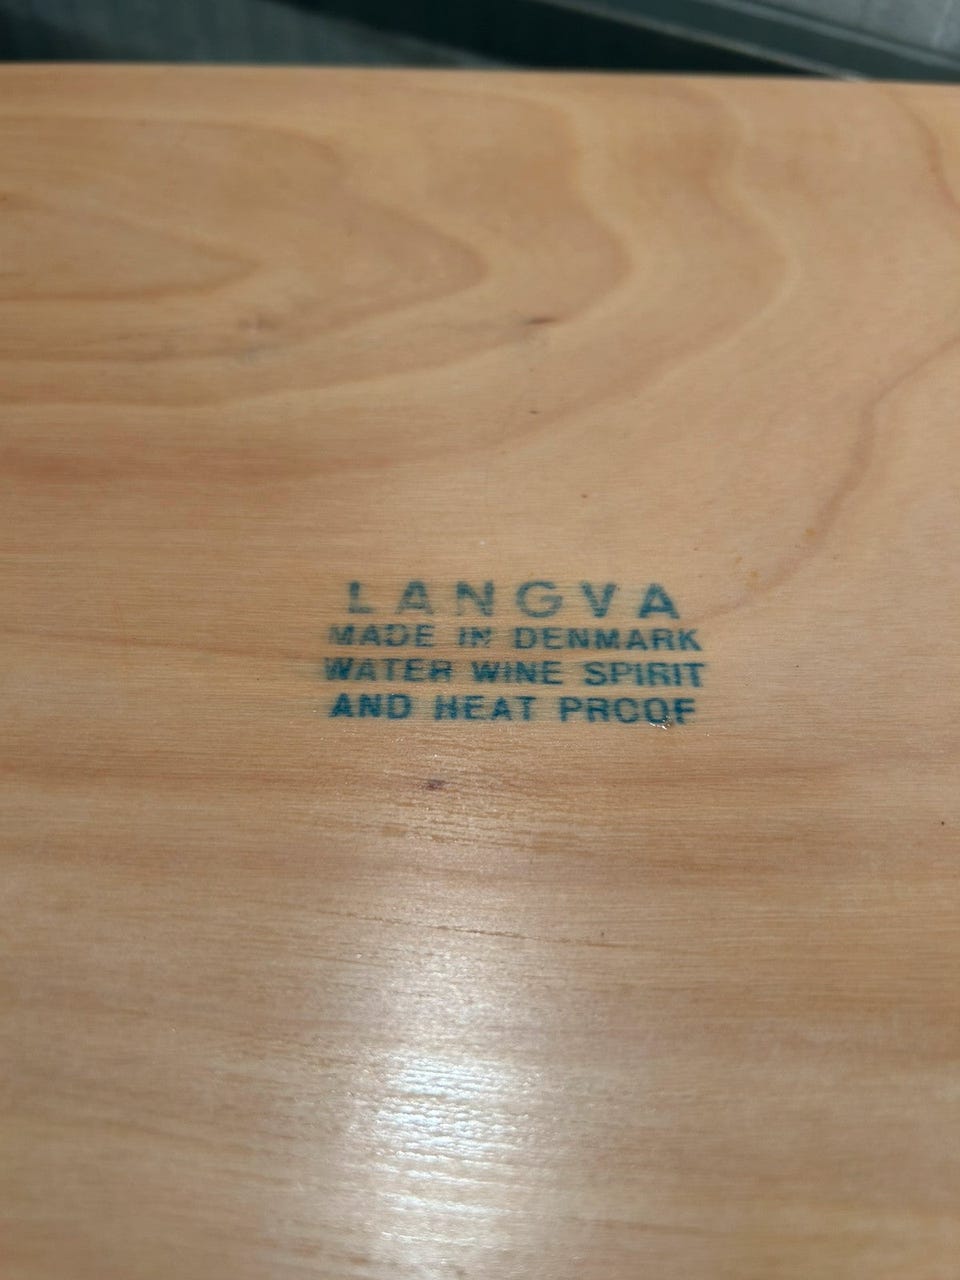 LANGVA
MADE IN DENMARK
WATER WINE SPIRIT
AND HEAT PROOF